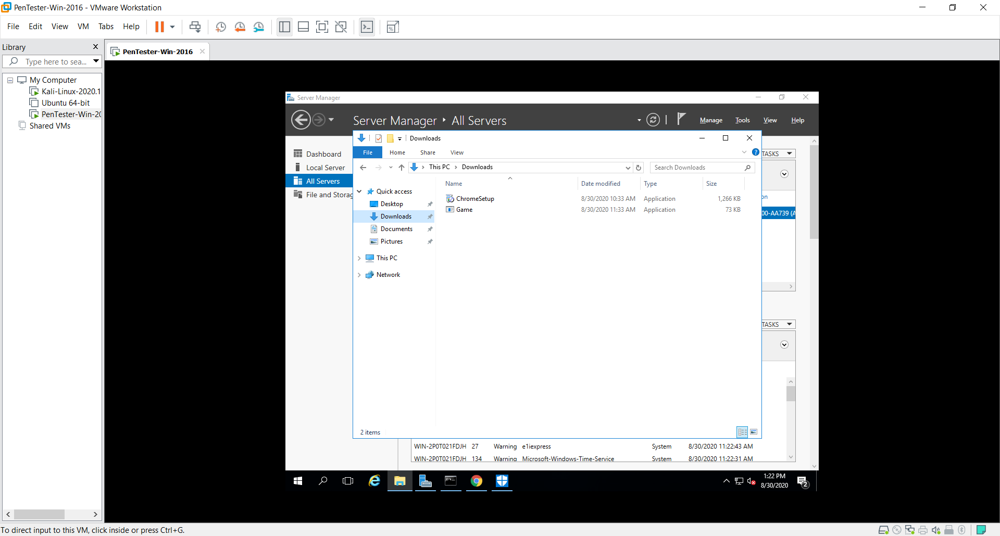 PenTester-Win-2016 - VMware Workstation
File Edit View VM Tabs Help
Library
Type here to sea...
PenTester-Win-2016
My Computer
Kali-Linux-2020.1
Ubuntu 64-bit
PenTester-Win-20
Shared VMs
Server Manager
Server Manager All Servers
Manage Tools View Help
Dashboard
Local Server
All Servers
File and Storag
Downloads
File Home Share View
This PC Downloads
Search Downloads
Quick access
Desktop
Downloads
Documents
Pictures
This PC
Network
Name Date modified Type Size
ChromeSetup 8/30/2020 10:33 AM Application 1,266 KB
Game 8/30/2020 11:33 AM Application 73 KB
2 items
TASKS
on
00-AA739 (A
TASKS
WIN-2P0T021FDJH 27 Warning e1iexpress System 8/30/2020 11:22:43 AM
WIN-2P0T021FDJH 134 Warning Microsoft-Windows-Time-Service System 8/30/2020 11:22:31 AM
1:22 PM
8/30/2020
2
To direct input to this VM, click inside or press Ctrl+G.